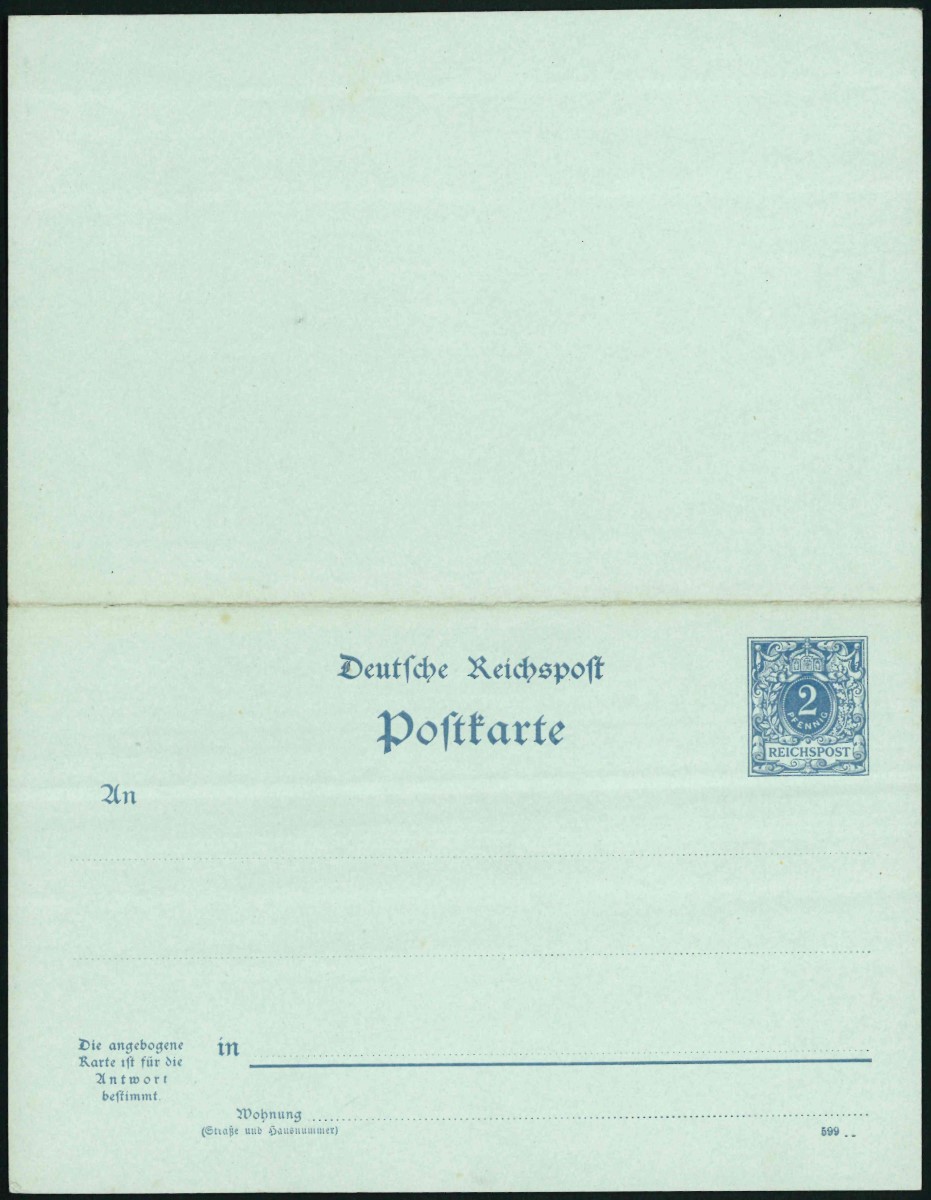 Deutſche Reichspoſt
Poſtkarte
2
PFENNIG
REICHSPOST
An
in
Die angebogene
Karte iſt für die
Antwort
beſtimmt.
Wohnung
(Straße und Hausnummer)
599